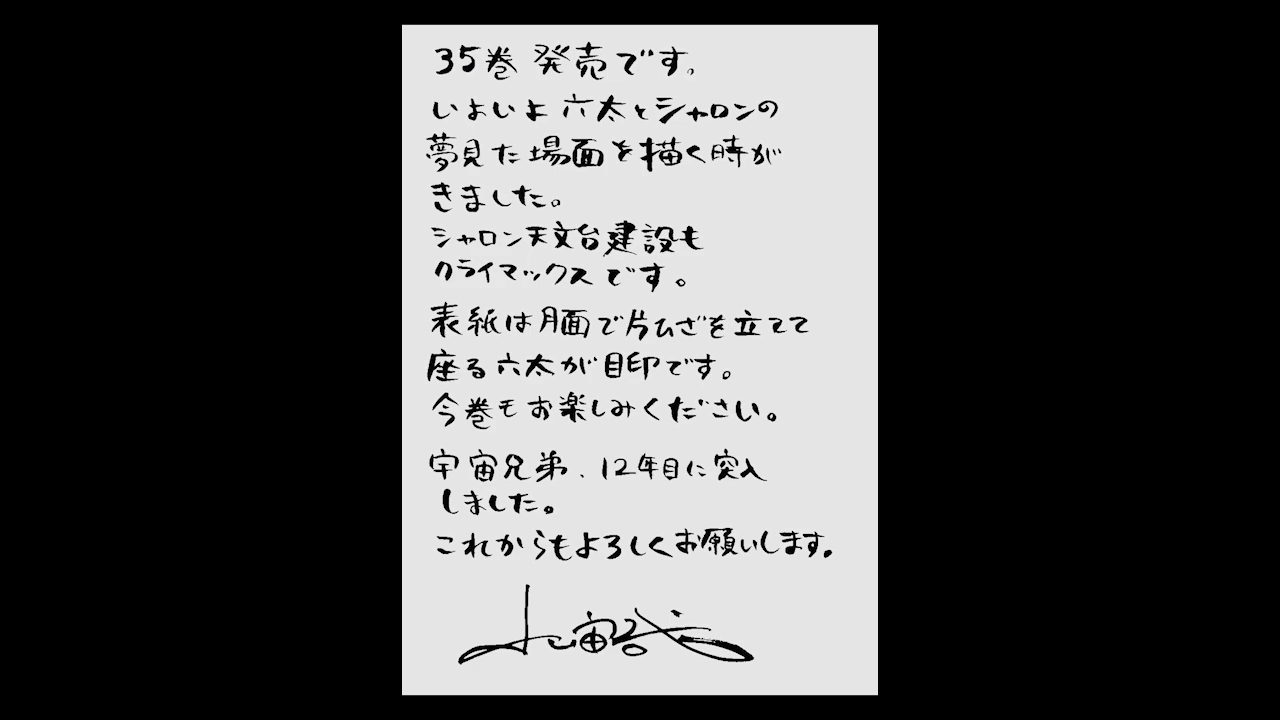 35巻 発売です。
いよいよ 六太とシャロンの
夢見た場面を描く時が
きました。
シャロン天文台建設も
クライマックスです。
表紙は月面で片ひざを立てて
座る六太が目印です。
今巻もお楽しみください。
宇宙兄弟、12年目に突入
しました。
これからもよろしくお願いします。